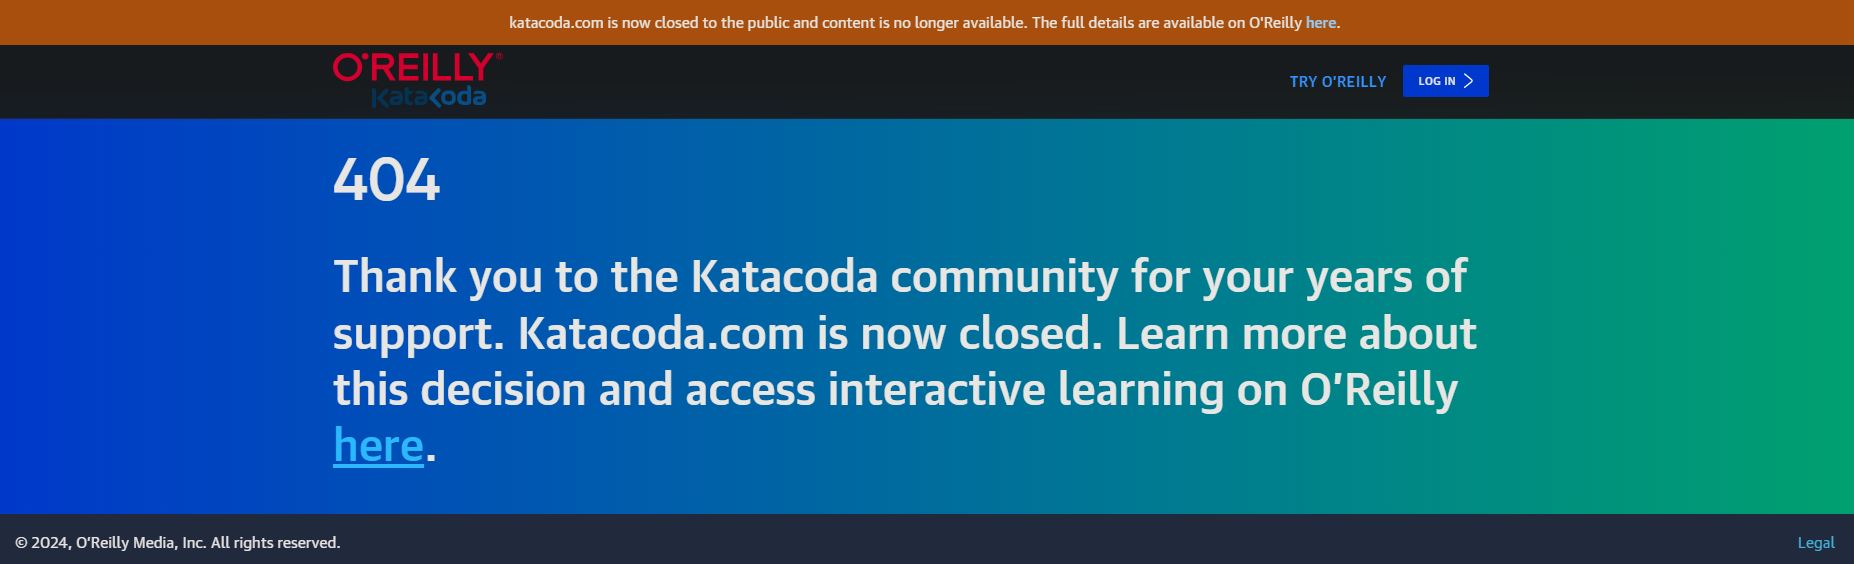 katacoda.com is now closed to the public and content is no longer available. The full details are available on O'Reilly here.
O'REILLY®
Katacoda
TRY O'REILLY
LOG IN
404
Thank you to the Katacoda community for your years of
support. Katacoda.com is now closed. Learn more about
this decision and access interactive learning on O'Reilly
here.
© 2024, O'Reilly Media, Inc. All rights reserved.
Legal